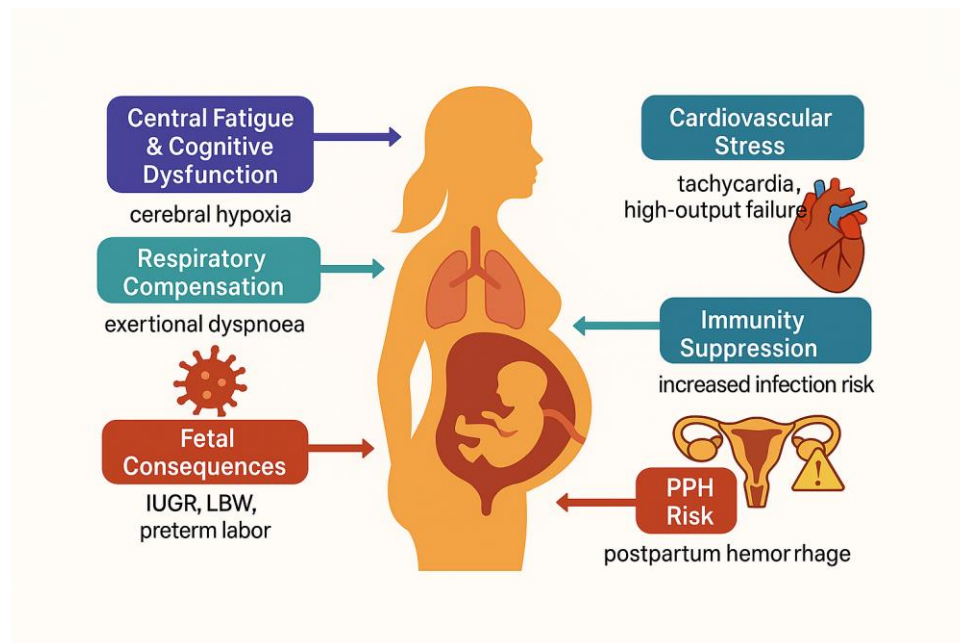 Central Fatigue
& Cognitive
Dysfunction
cerebral hypoxia
Respiratory
Compensation
exertional dyspnoea
Fetal
Consequences
IUGR, LBW,
preterm labor
Cardiovascular
Stress
tachycardia,
high-output failure
Immunity
Suppression
increased infection risk
PPH
Risk
postpartum hemor rhage